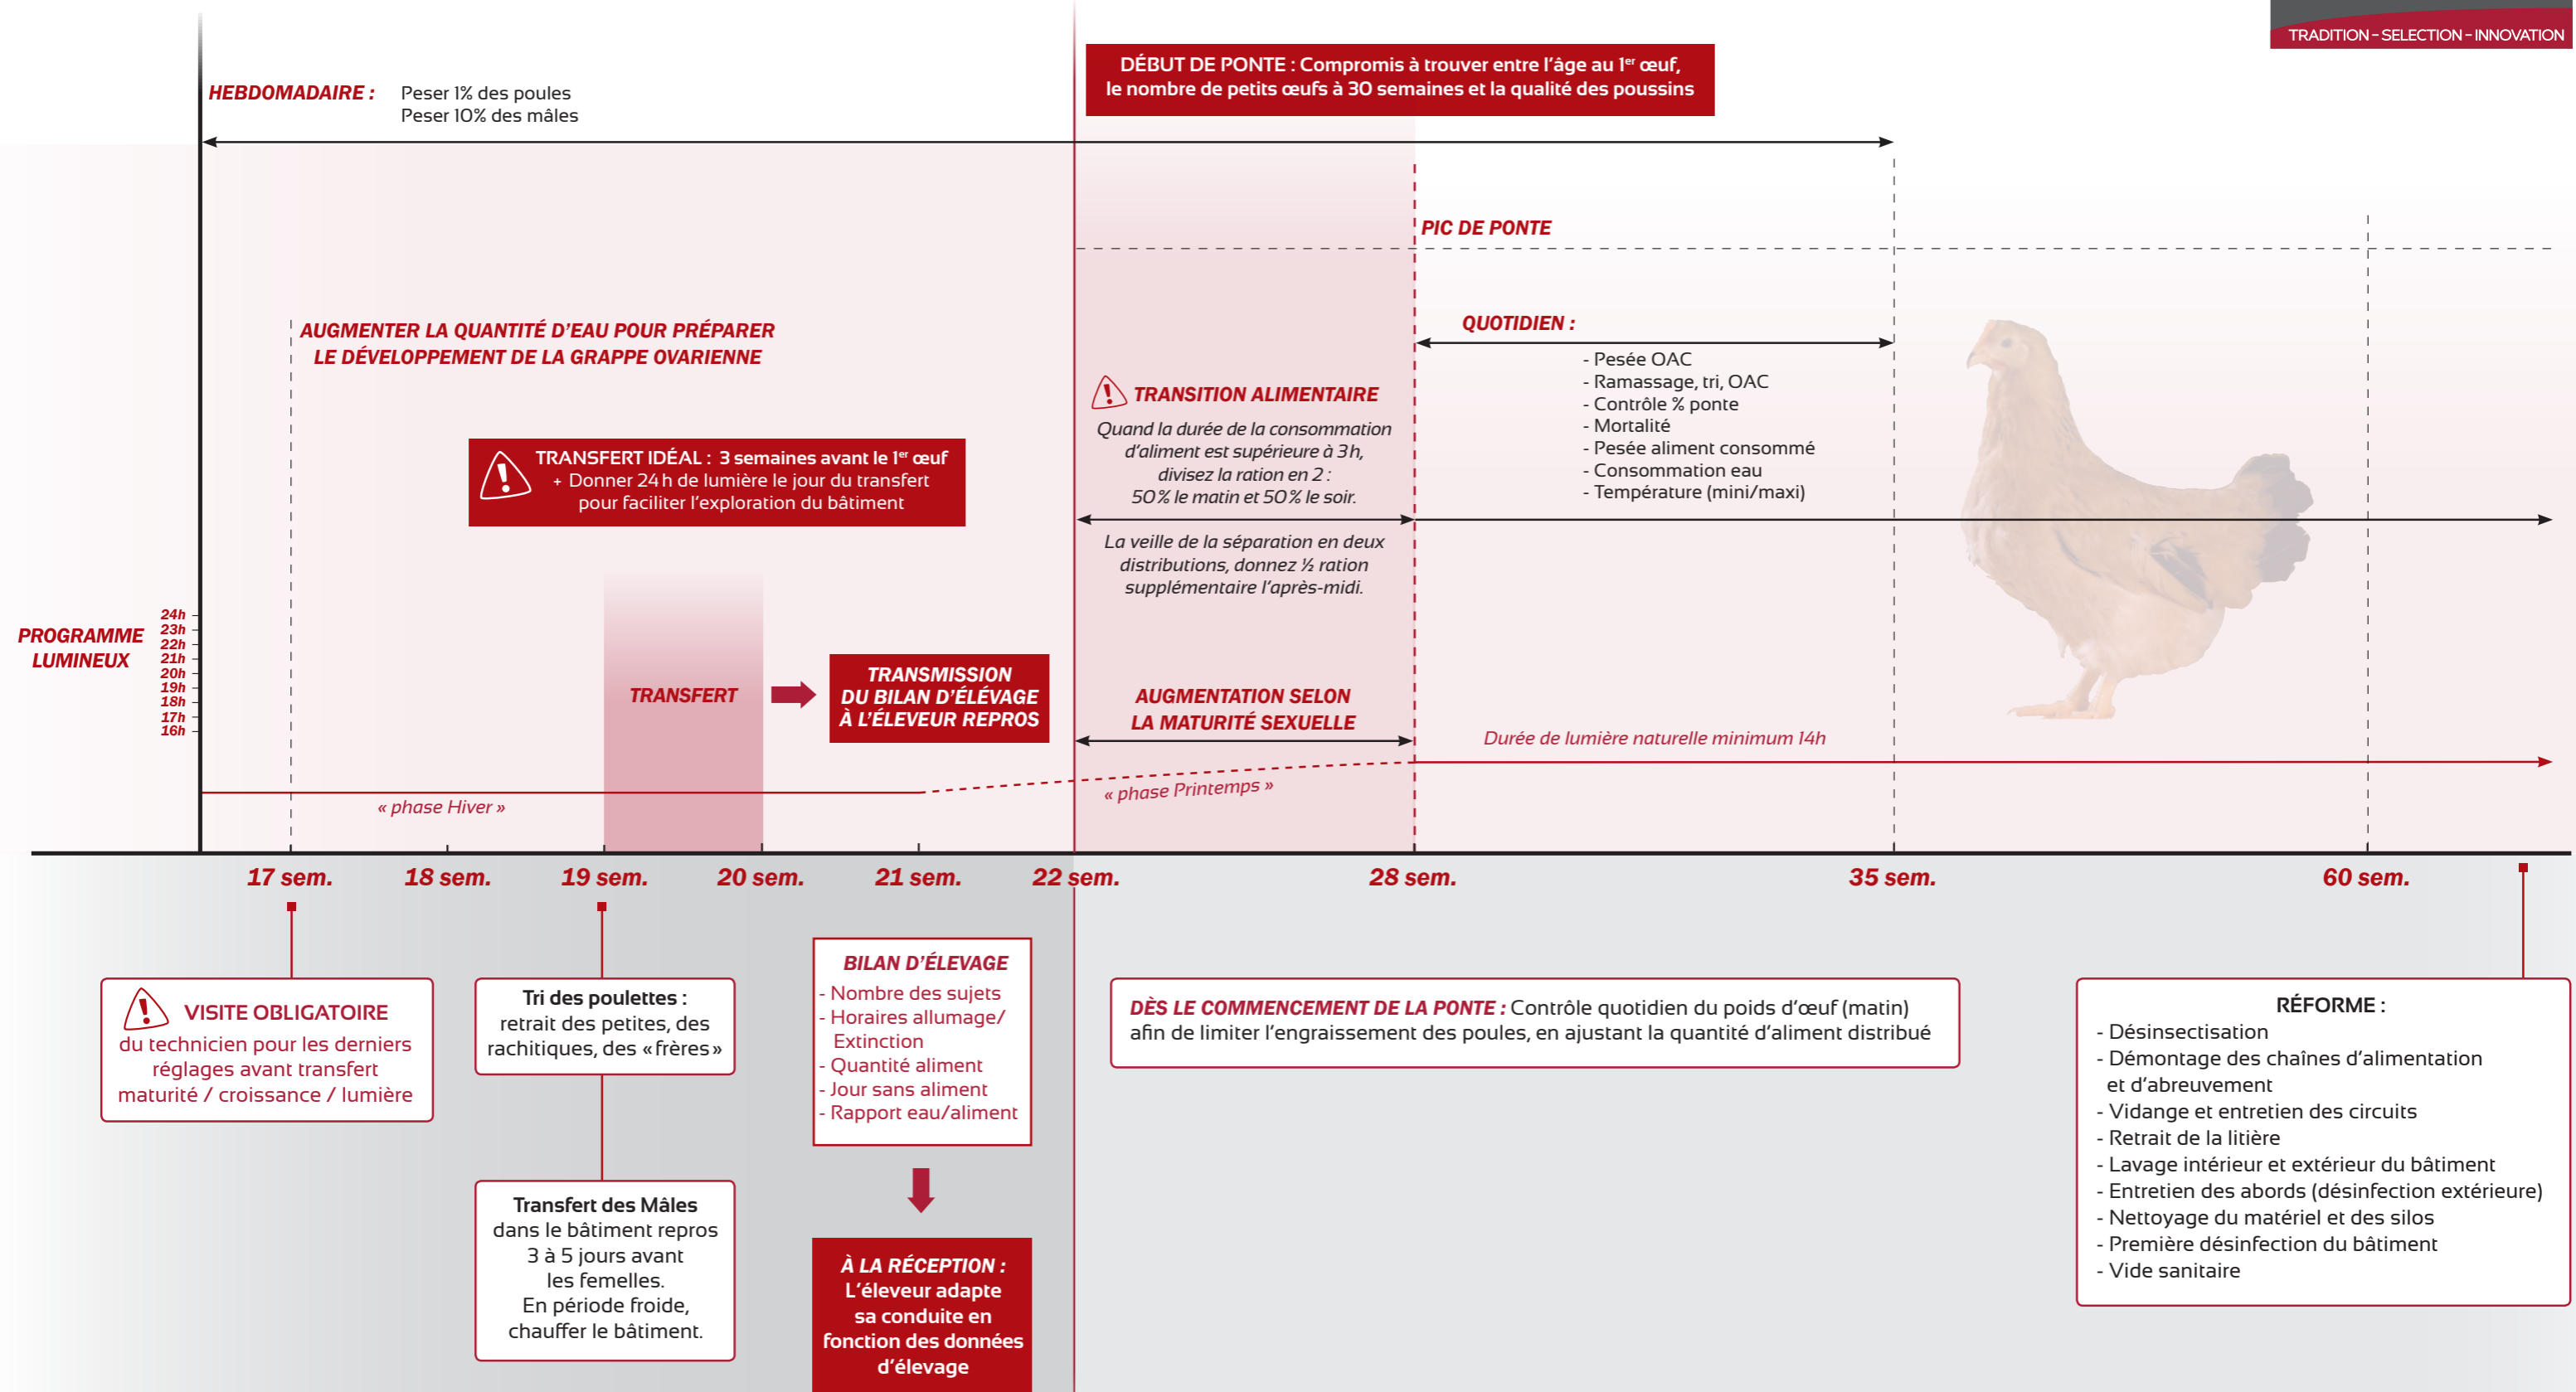 TRADITION - SELECTION - INNOVATION
DÉBUT DE PONTE : Compromis à trouver entre l'âge au 1er œuf,
le nombre de petits œufs à 30 semaines et la qualité des poussins
HEBDOMADAIRE :
Peser 1% des poules
Peser 10% des mâles
PIC DE PONTE
AUGMENTER LA QUANTITÉ D'EAU POUR PRÉPARER
LE DÉVELOPPEMENT DE LA GRAPPE OVARIENNE
QUOTIDIEN :
- Pesée OAC
- Ramassage, tri, OAC
- Contrôle % ponte
- Mortalité
- Pesée aliment consommé
- Consommation eau
- Température (mini/maxi)
! TRANSITION ALIMENTAIRE
Quand la durée de la consommation
d'aliment est supérieure à 3h,
divisez la ration en 2 :
50% le matin et 50% le soir.
La veille de la séparation en deux
distributions, donnez ½ ration
supplémentaire l'après-midi.
! TRANSFERT IDÉAL : 3 semaines avant le 1er œuf
+ Donner 24h de lumière le jour du transfert
pour faciliter l'exploration du bâtiment
PROGRAMME
LUMINEUX
24h
23h
22h
21h
20h
19h
18h
17h
16h
TRANSFERT
TRANSMISSION
DU BILAN D'ÉLÉVAGE
À L'ÉLEVEUR REPROS
AUGMENTATION SELON
LA MATURITÉ SEXUELLE
Durée de lumière naturelle minimum 14h
« phase Hiver »
« phase Printemps »
17 sem.
18 sem.
19 sem.
20 sem.
21 sem.
22 sem.
28 sem.
35 sem.
60 sem.
! VISITE OBLIGATOIRE
du technicien pour les derniers
réglages avant transfert
maturité / croissance / lumière
Tri des poulettes :
retrait des petites, des
rachitiques, des «frères»
Transfert des Mâles
dans le bâtiment repros
3 à 5 jours avant
les femelles.
En période froide,
chauffer le bâtiment.
BILAN D'ÉLEVAGE
- Nombre des sujets
- Horaires allumage/
Extinction
- Quantité aliment
- Jour sans aliment
- Rapport eau/aliment
À LA RÉCEPTION :
L'éleveur adapte
sa conduite en
fonction des données
d'élevage
DÈS LE COMMENCEMENT DE LA PONTE : Contrôle quotidien du poids d'œuf (matin)
afin de limiter l'engraissement des poules, en ajustant la quantité d'aliment distribué
RÉFORME :
- Désinsectisation
- Démontage des chaînes d'alimentation
et d'abreuvement
- Vidange et entretien des circuits
- Retrait de la litière
- Lavage intérieur et extérieur du bâtiment
- Entretien des abords (désinfection extérieure)
- Nettoyage du matériel et des silos
- Première désinfection du bâtiment
- Vide sanitaire